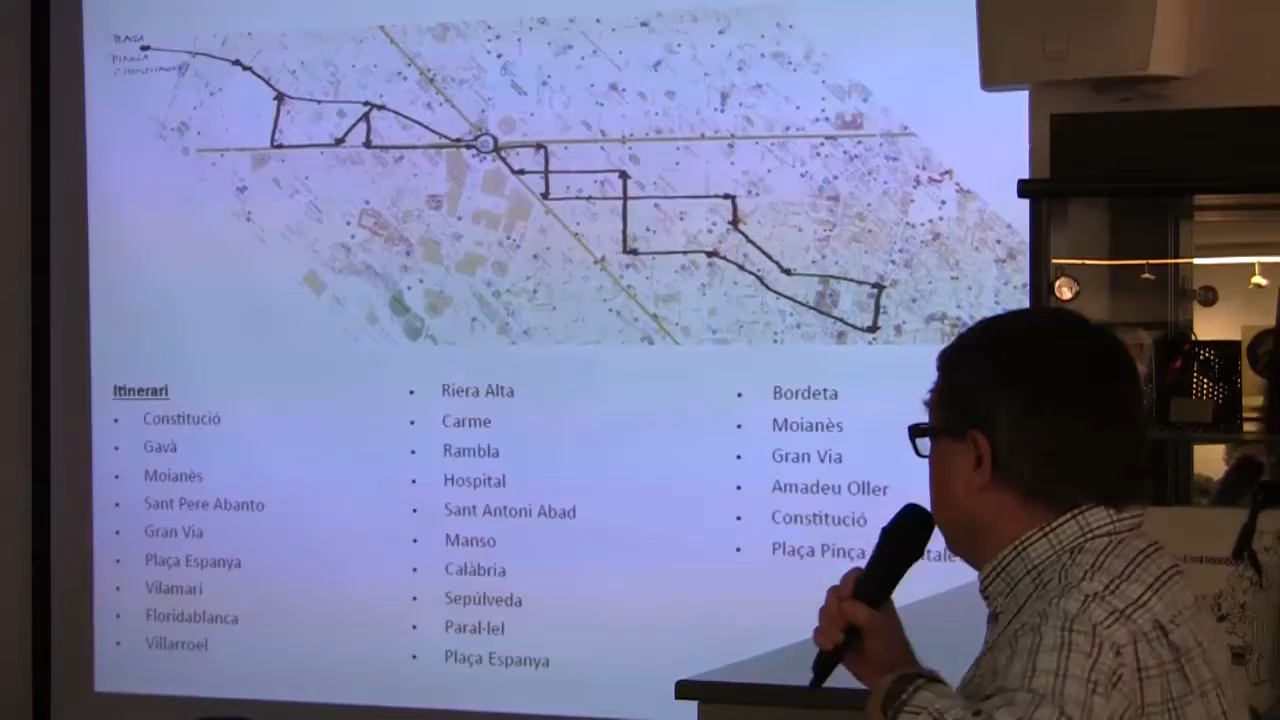 PLAÇA
Itinerari
• Constitució
• Gavà
• Moianès
• Sant Pere Abanto
• Gran Via
• Plaça Espanya
• Vilamarí
• Floridablanca
• Villarroel
• Riera Alta
• Carme
• Rambla
• Hospital
• Sant Antoni Abad
• Manso
• Calàbria
• Sepúlveda
• Paral·lel
• Plaça Espanya
• Bordeta
• Moianès
• Gran Via
• Amadeu Oller
• Constitució
• Plaça Pinça